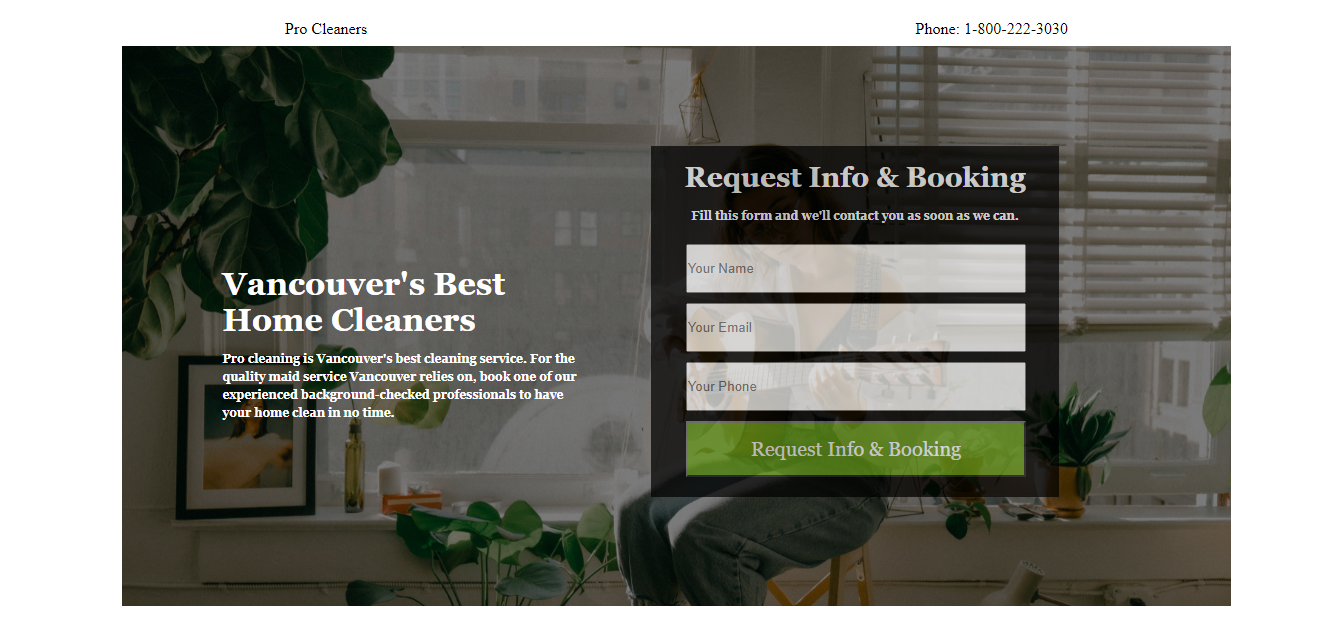 Pro Cleaners
Phone: 1-800-222-3030
Vancouver's Best
Home Cleaners
Pro cleaning is Vancouver's best cleaning service. For the
quality maid service Vancouver relies on, book one of our
experienced background-checked professionals to have
your home clean in no time.
Request Info & Booking
Fill this form and we'll contact you as soon as we can.
Your Name
Your Email
Your Phone
Request Info & Booking